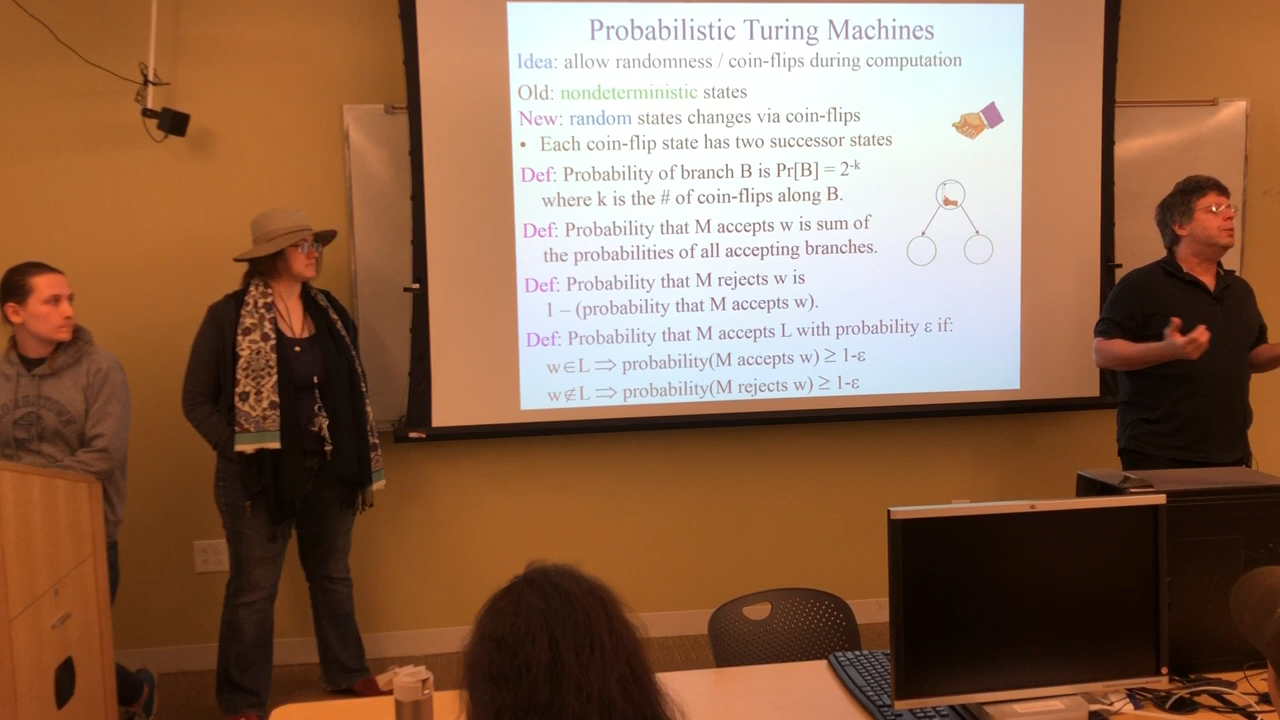 Probabilistic Turing Machines
Idea: allow randomness / coin-flips during computation
Old: nondeterministic states
New: random states changes via coin-flips
• Each coin-flip state has two successor states
Def: Probability of branch B is Pr[B] = 2^-k
where k is the # of coin-flips along B.
Def: Probability that M accepts w is sum of
the probabilities of all accepting branches.
Def: Probability that M rejects w is
1 – (probability that M accepts w).
Def: Probability that M accepts L with probability ε if:
w∈L ⇒ probability(M accepts w) ≥ 1-ε
w∉L ⇒ probability(M rejects w) ≥ 1-ε